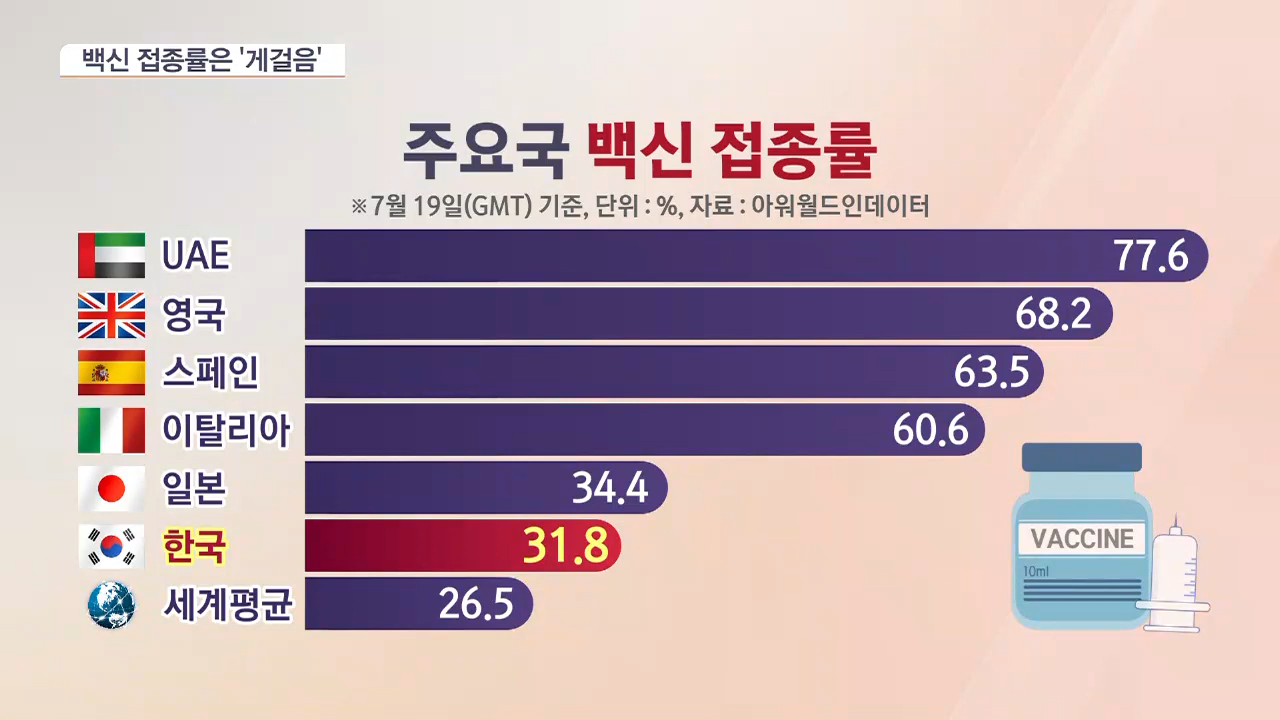 백신 접종률은 '게걸음'
주요국 백신 접종률
※7월 19일(GMT) 기준, 단위 : %, 자료 : 아워월드인데이터
UAE 77.6
영국 68.2
스페인 63.5
이탈리아 60.6
일본 34.4
한국 31.8
세계평균 26.5
VACCINE
10ml